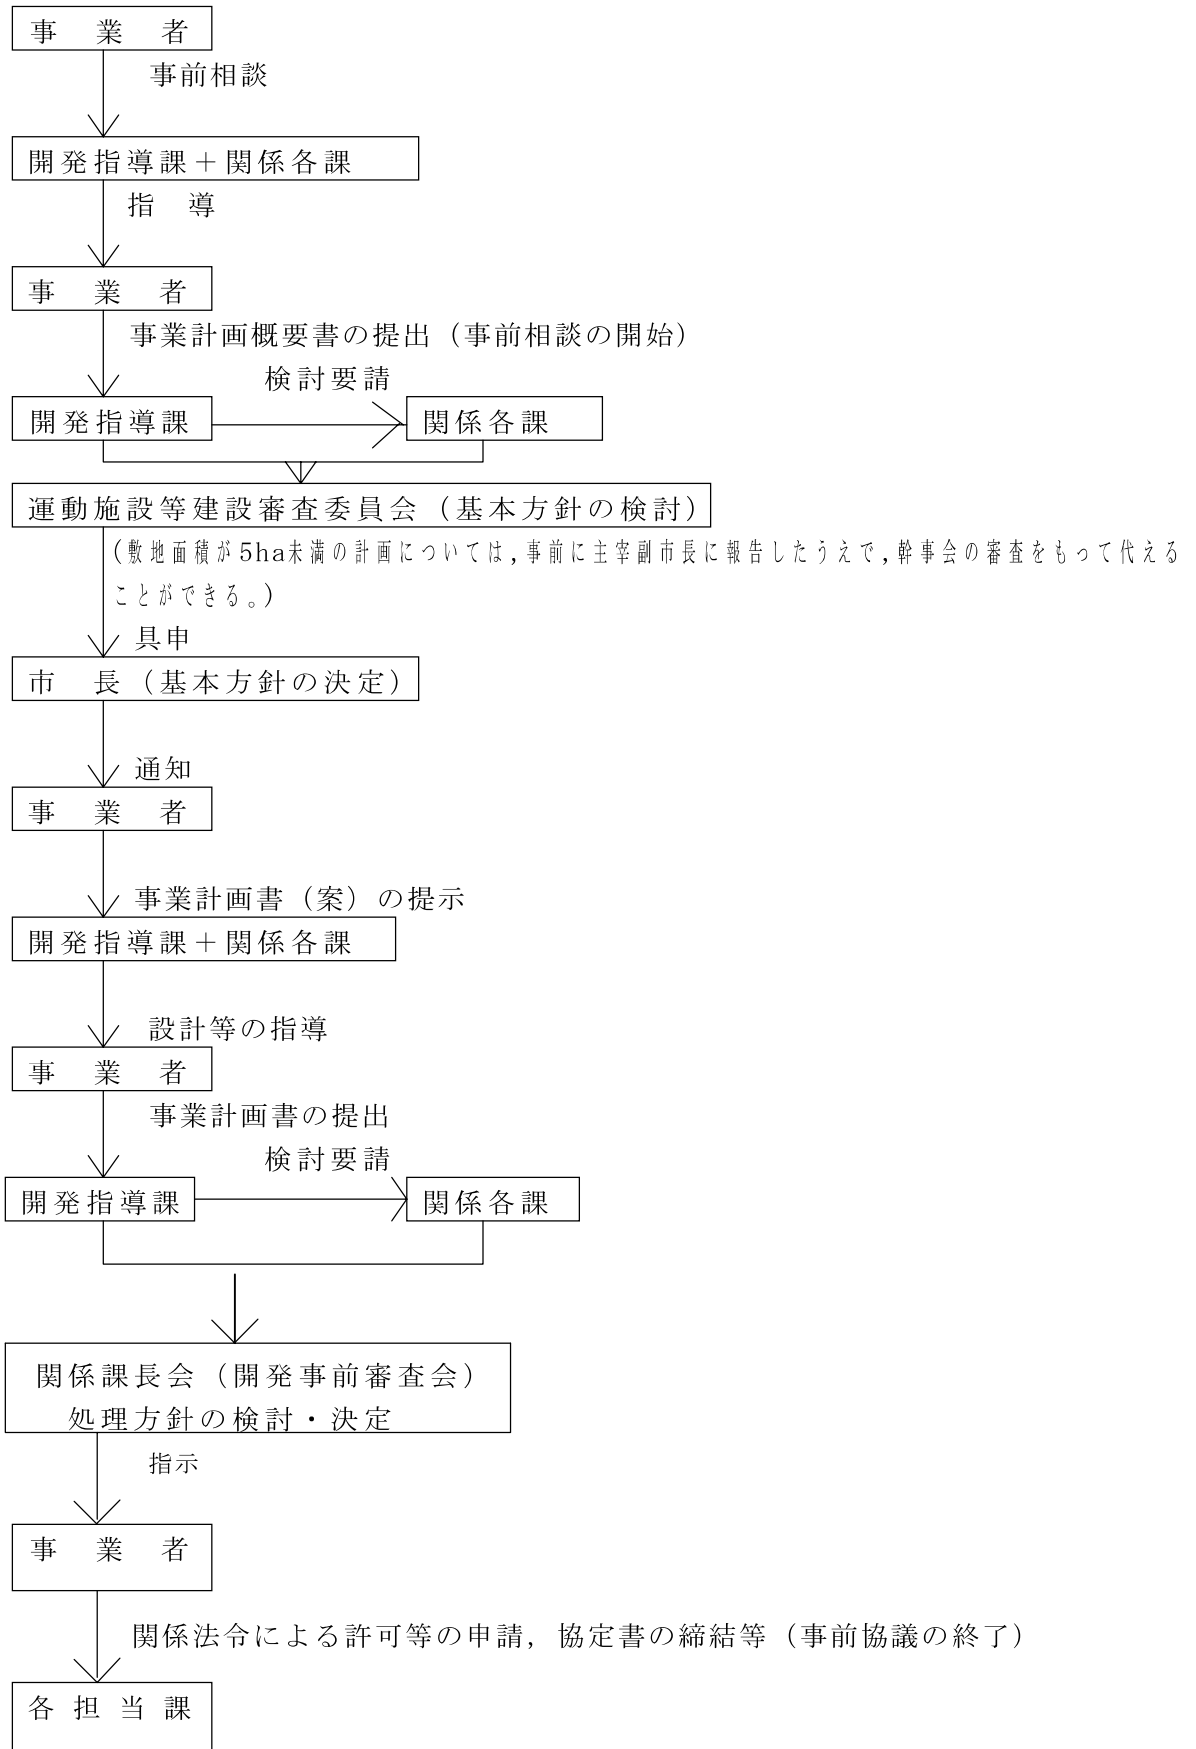 事　業　者
事前相談
開発指導課＋関係各課
指　導
事　業　者
事業計画概要書の提出（事前相談の開始）
検討要請
開発指導課
関係各課
運動施設等建設審査委員会（基本方針の検討）
(敷地面積が5ha未満の計画については,事前に主宰副市長に報告したうえで,幹事会の審査をもって代える
ことができる。)
具申
市　長（基本方針の決定）
通知
事　業　者
事業計画書（案）の提示
開発指導課＋関係各課
設計等の指導
事　業　者
事業計画書の提出
検討要請
開発指導課
関係各課
関係課長会（開発事前審査会）
処理方針の検討・決定
指示
事　業　者
関係法令による許可等の申請，協定書の締結等（事前協議の終了）
各担当課